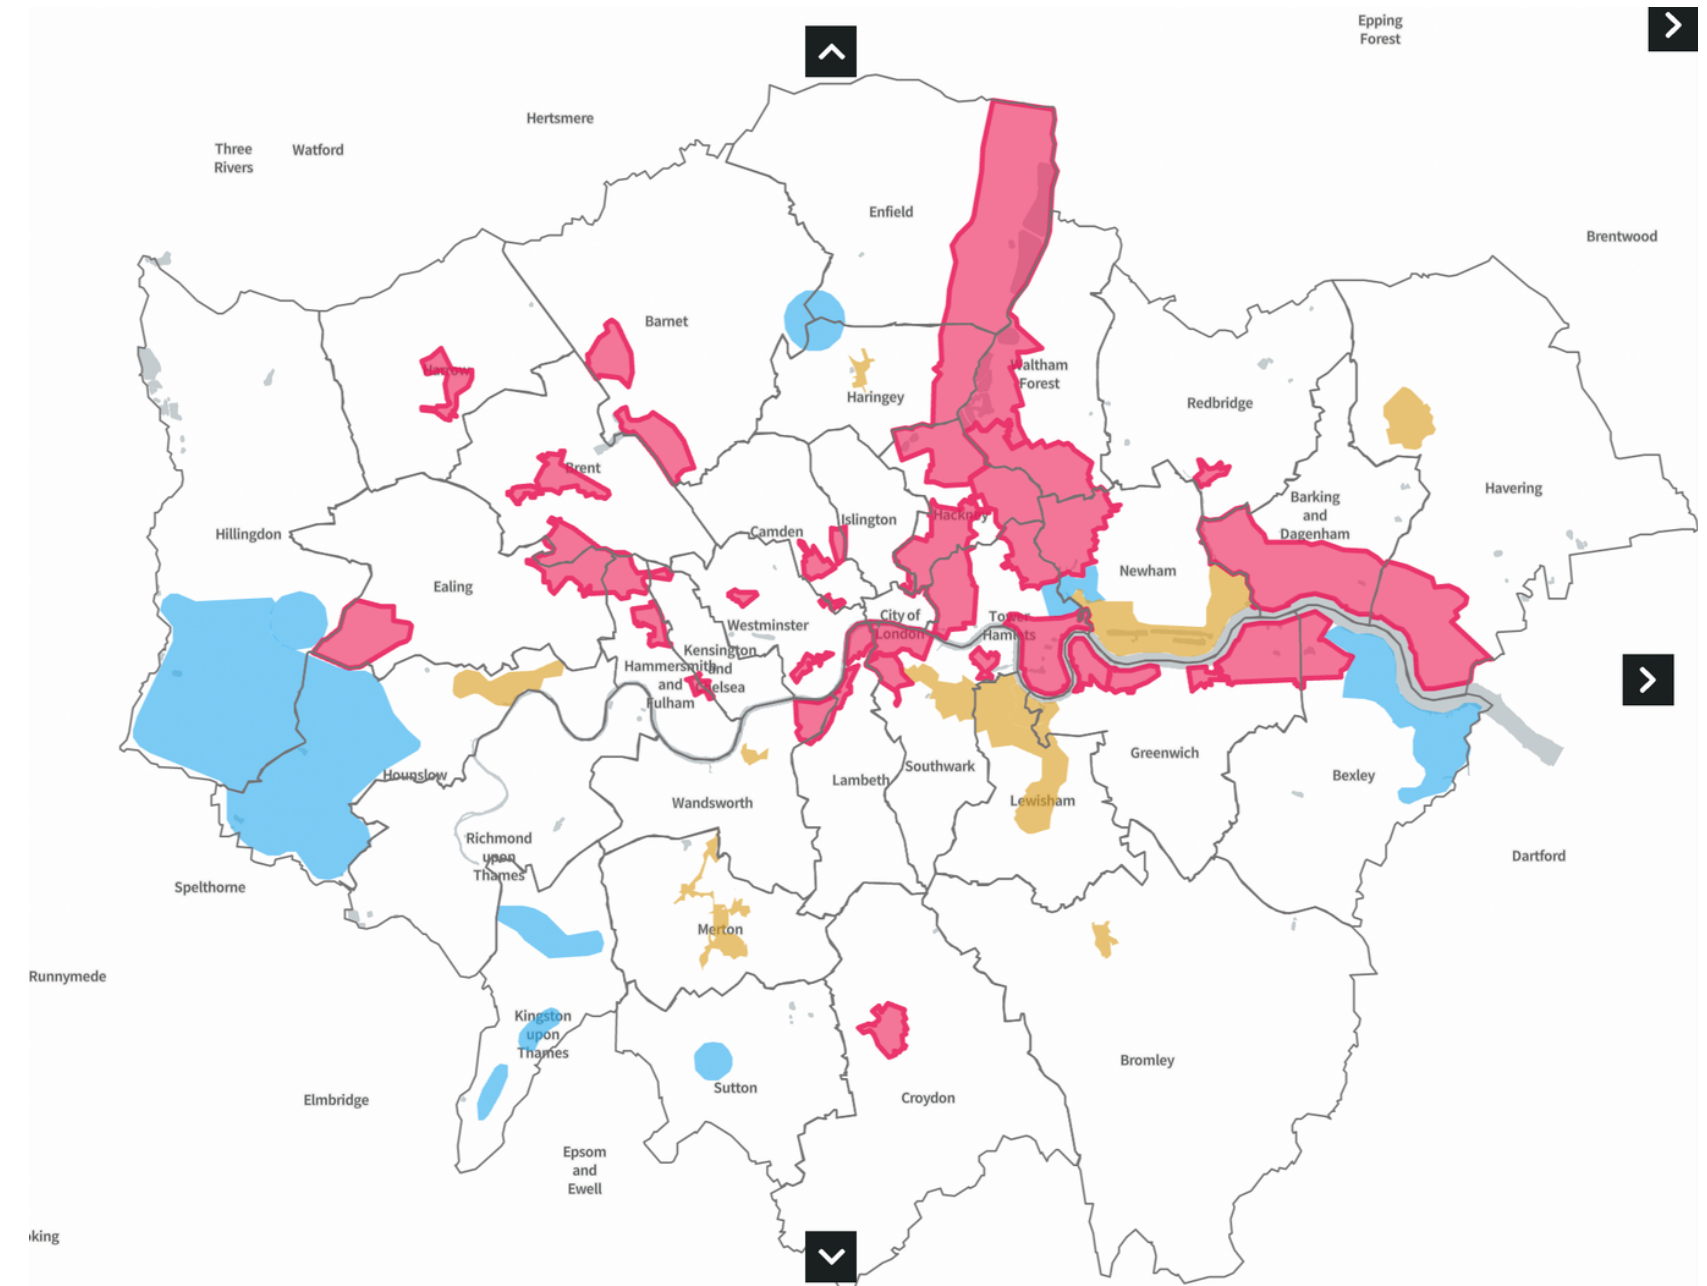 Epping
Forest
Hertsmere
Three
Rivers
Watford
Enfield
Brentwood
Barnet
Harrow
Waltham
Forest
Haringey
Redbridge
Brent
Havering
Barking
and
Dagenham
Hackney
Islington
Camden
Hillingdon
Newham
Ealing
City of
London
Tower
Hamlets
Westminster
Kensington
and
Chelsea
Hammersmith
and
Fulham
Greenwich
Southwark
Bexley
Hounslow
Lambeth
Lewisham
Wandsworth
Richmond
upon
Thames
Dartford
Spelthorne
Merton
Runnymede
Kingston
upon
Thames
Bromley
Sutton
Croydon
Elmbridge
Epsom
and
Ewell
oking